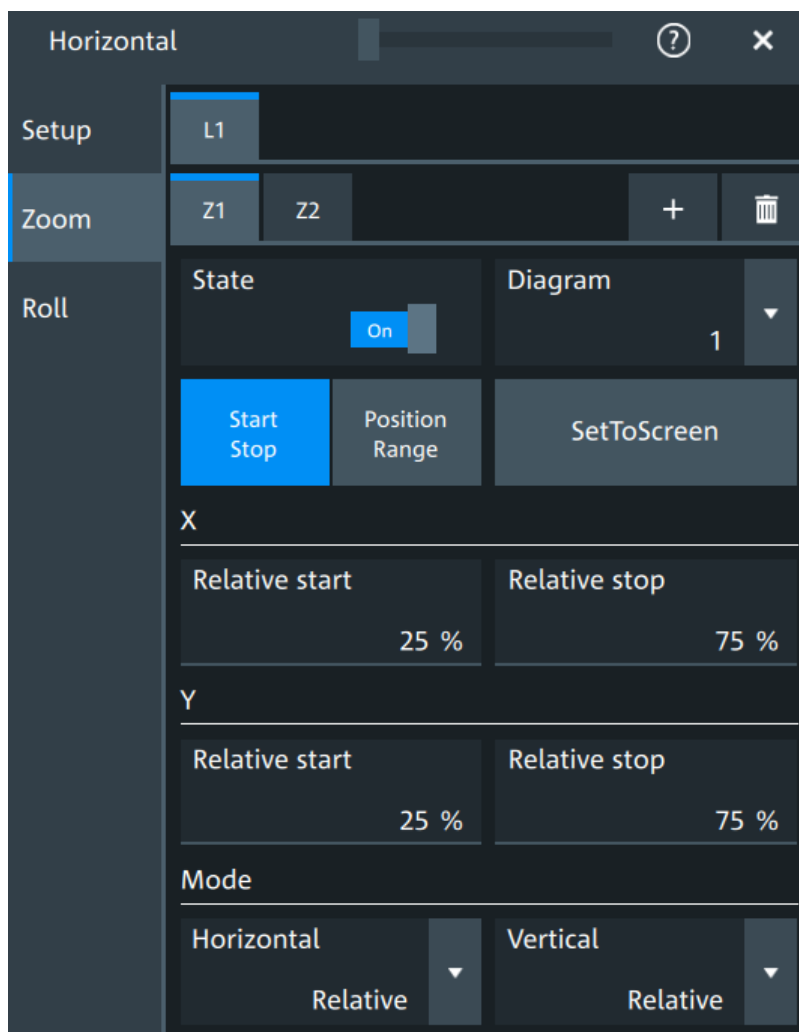 Horizontal ?
Setup
L1
Zoom
Z1 Z2 +
Roll
State Diagram
On 1
Start Position
Stop Range
SetToScreen
X
Relative start Relative stop
25 % 75 %
Y
Relative start Relative stop
25 % 75 %
Mode
Horizontal Vertical
Relative Relative